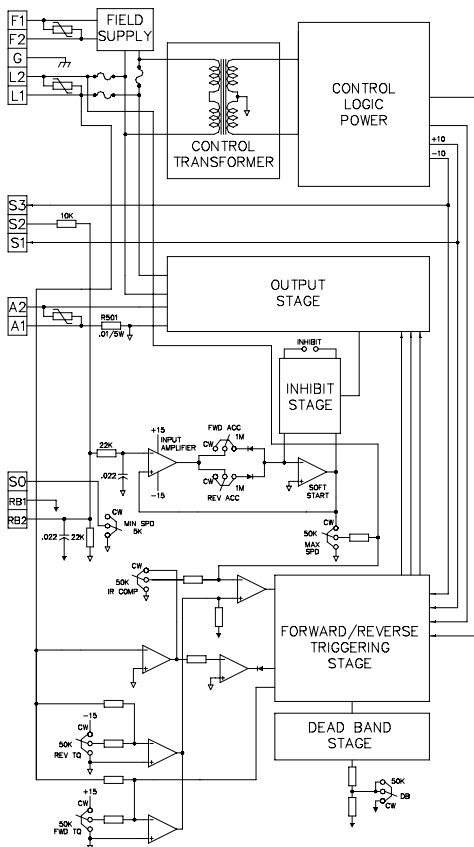 F1
F2
G
L2
L1
FIELD
SUPPLY
CONTROL
TRANSFORMER
CONTROL
LOGIC
POWER
+10
-10
S3
S2
S1
10K
OUTPUT
STAGE
A2
A1
R501
.01/5W
INHIBIT
INHIBIT
STAGE
+15
INPUT
AMPLIFIER
22K
.022
-15
FWD ACC
CW
1M
CW
1M
REV ACC
SOFT
START
S0
RB1
RB2
.022
22K
CW
MIN SPD
5K
CW
50K
MAX
SPD
CW
50K
IR COMP
FORWARD/REVERSE
TRIGGERING
STAGE
-15
CW
50K
REV TQ
DEAD BAND
STAGE
50K
DB
CW
+15
CW
50K
FWD TQ